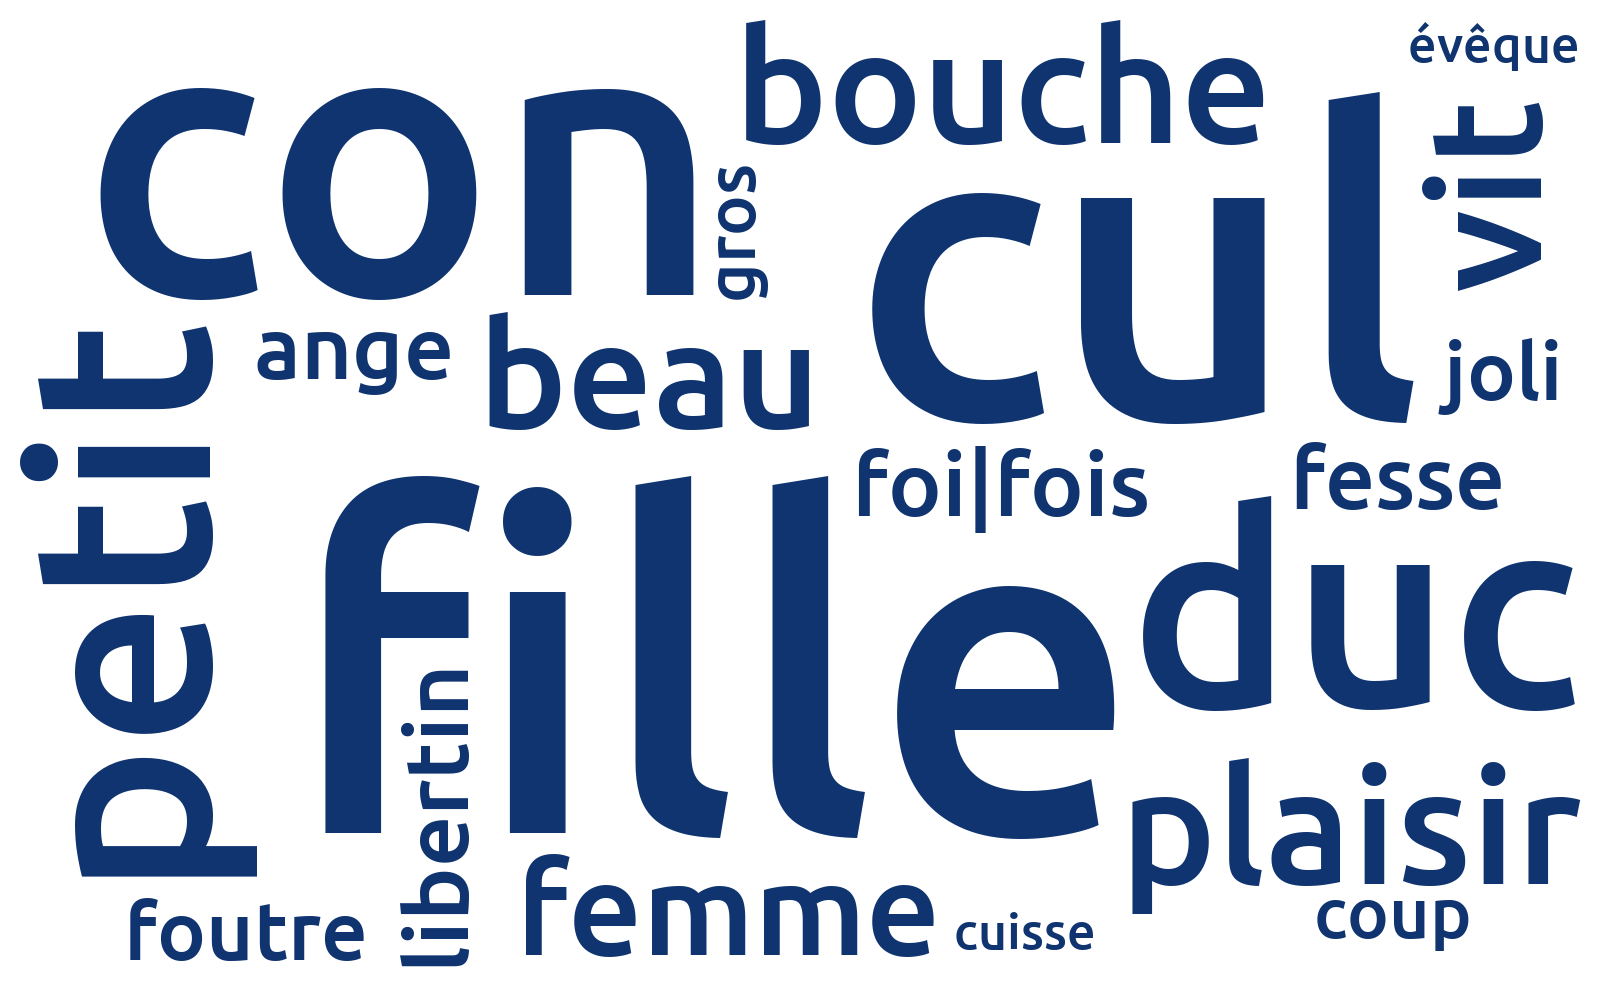 évêque
bouche
con
cul
vit
gros
ange
beau
joli
petit
foi|fois
fesse
fille
duc
libertin
plaisir
femme
foutre
cuisse
coup